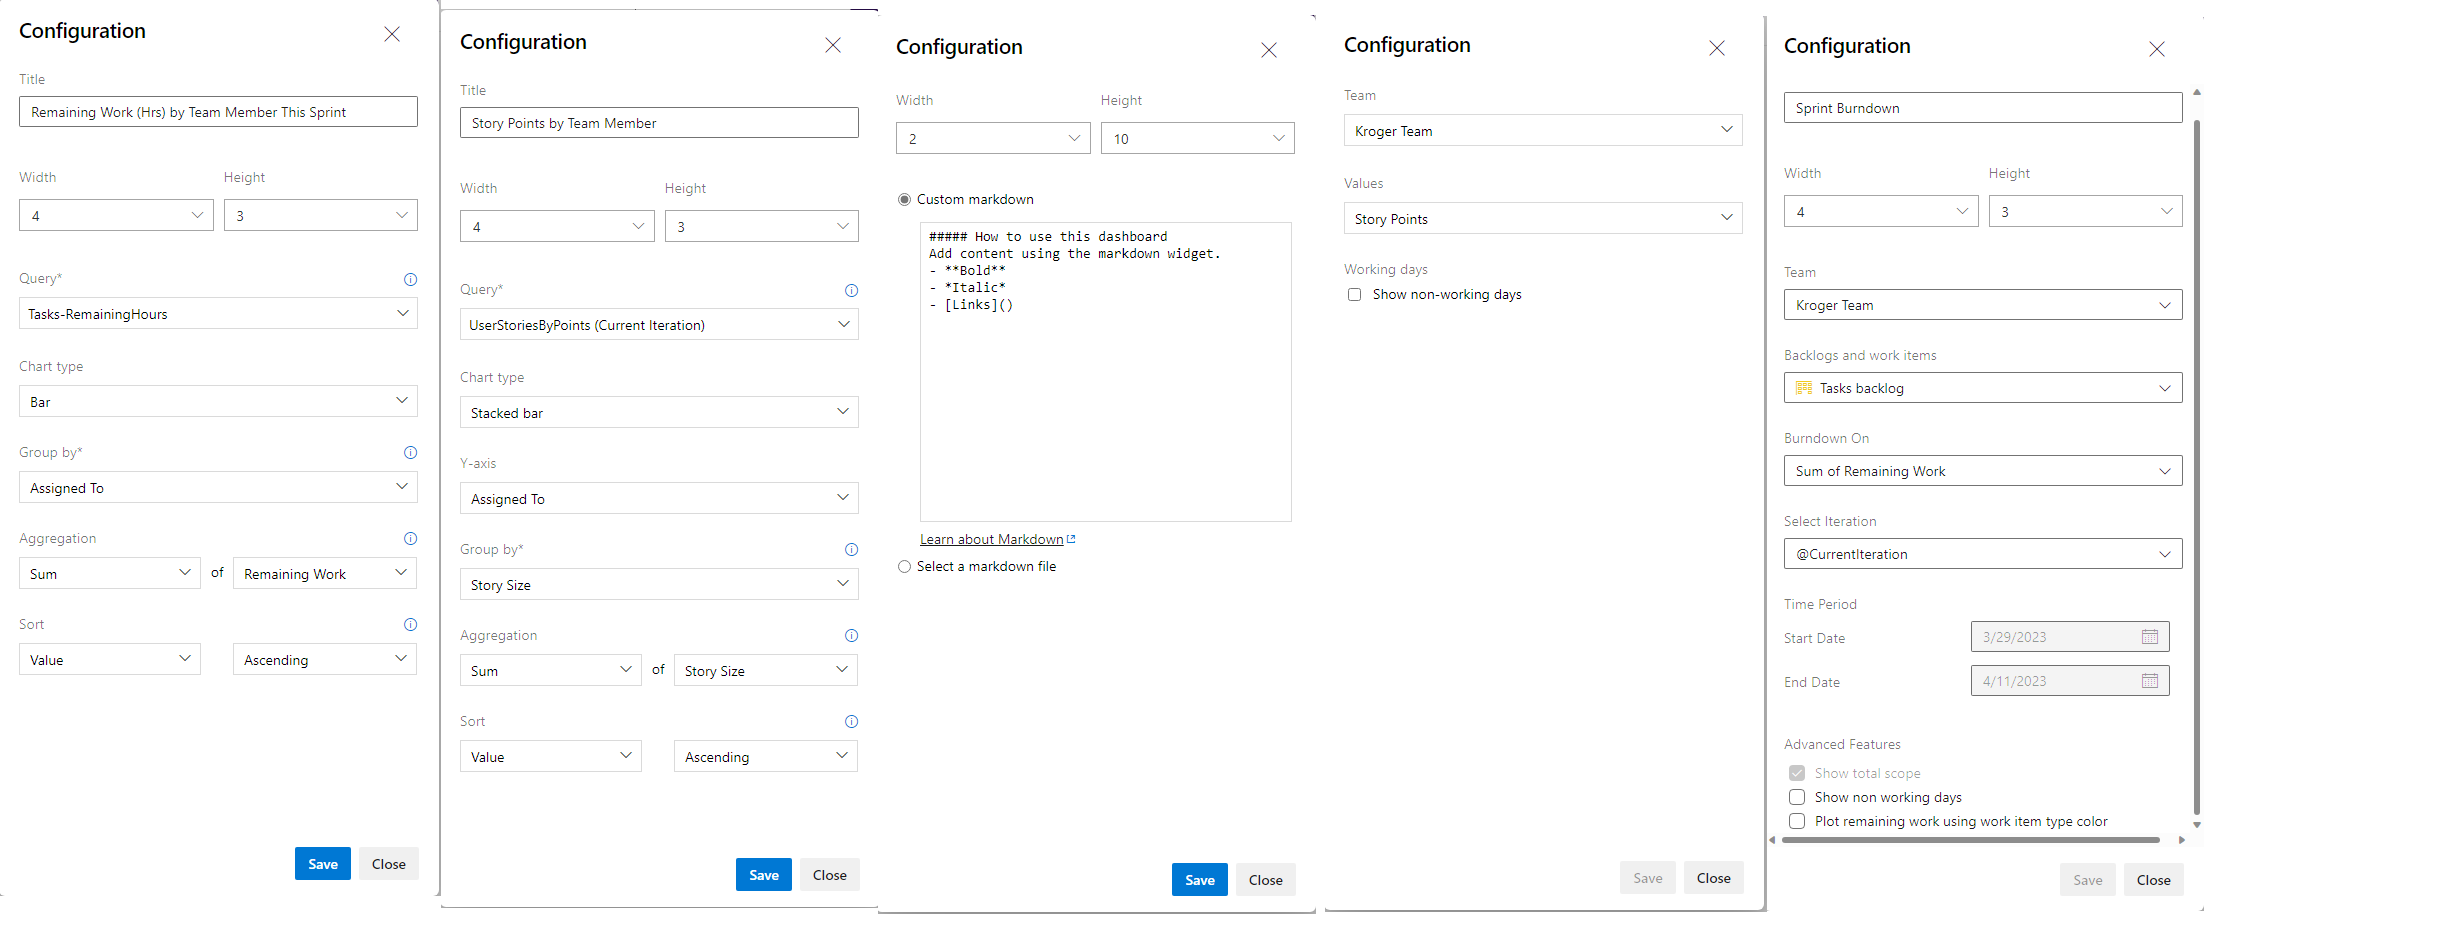 Configuration
Title
Remaining Work (Hrs) by Team Member This Sprint
Width Height
4 3
Query*
Tasks-RemainingHours
Chart type
Bar
Group by*
Assigned To
Aggregation
Sum of Remaining Work
Sort
Value Ascending
Save Close
Configuration
Title
Story Points by Team Member
Width Height
4 3
Query*
UserStoriesByPoints (Current Iteration)
Chart type
Stacked bar
Y-axis
Assigned To
Group by*
Story Size
Aggregation
Sum of Story Size
Sort
Value Ascending
Save Close
Configuration
Width Height
2 10
Custom markdown
##### How to use this dashboard
Add content using the markdown widget.
- **Bold**
- *Italic*
- [Links]()
Learn about Markdown
Select a markdown file
Save Close
Configuration
Team
Kroger Team
Values
Story Points
Working days
Show non-working days
Save Close
Configuration
Sprint Burndown
Width Height
4 3
Team
Kroger Team
Backlogs and work items
Tasks backlog
Burndown On
Sum of Remaining Work
Select Iteration
@CurrentIteration
Time Period
Start Date 3/29/2023
End Date 4/11/2023
Advanced Features
Show total scope
Show non working days
Plot remaining work using work item type color
Save Close